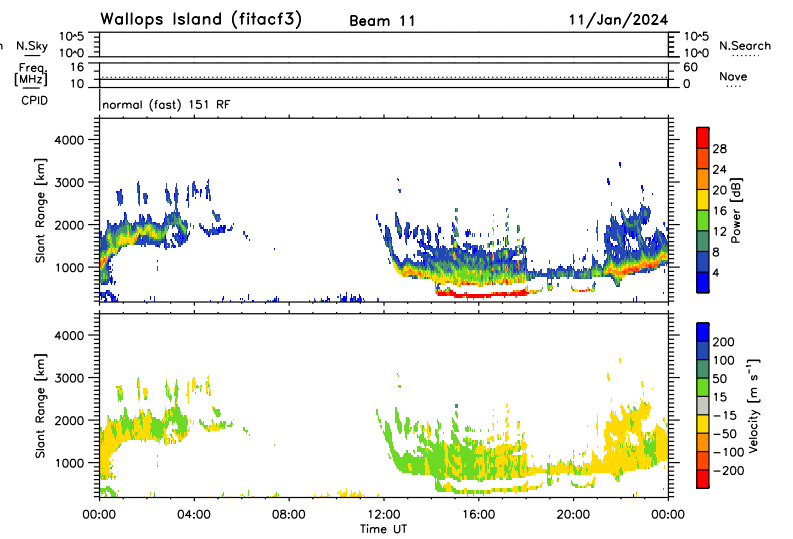 Wallops Island (fitacf3) Beam 11 11/Jan/2024
10^5 10^5
n N.Sky N.Search
10^0 10^0
Freq. 16 60
[MHz] Nave
10 0
CPID normal (fast) 151 RF
4000
3000
2000
1000
Slant Range [km]
28
24
20
16
12
8
4
Power [dB]
4000
3000
2000
1000
Slant Range [km]
200
100
50
15
-15
-50
-100
-200
Velocity [m s⁻¹]
00:00 04:00 08:00 12:00 16:00 20:00 00:00
Time UT